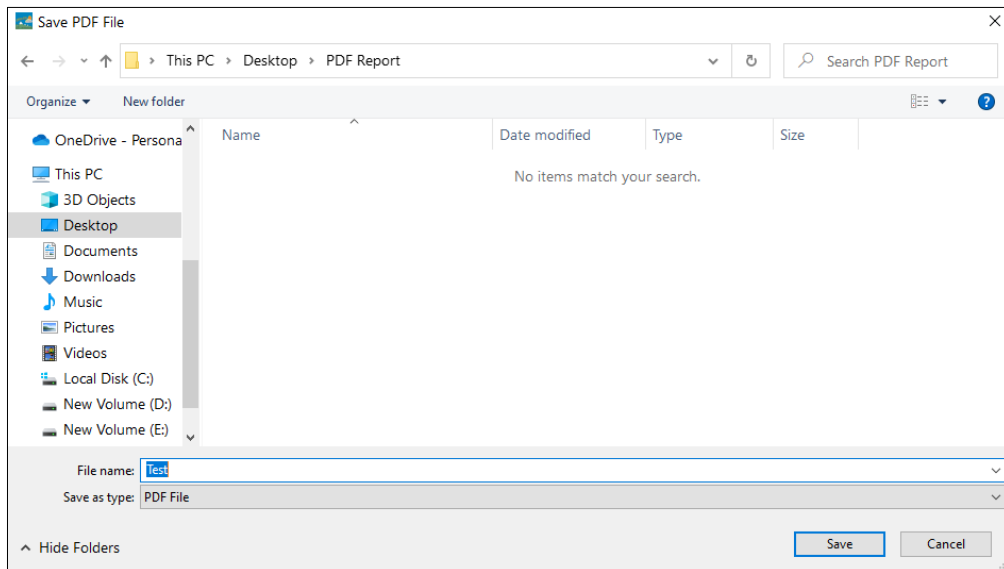 Save PDF File
This PC > Desktop > PDF Report
Search PDF Report
Organize
New folder
Name
Date modified
Type
Size
OneDrive - Persona
No items match your search.
This PC
3D Objects
Desktop
Documents
Downloads
Music
Pictures
Videos
Local Disk (C:)
New Volume (D:)
New Volume (E:)
File name: Test
Save as type: PDF File
Hide Folders
Save
Cancel